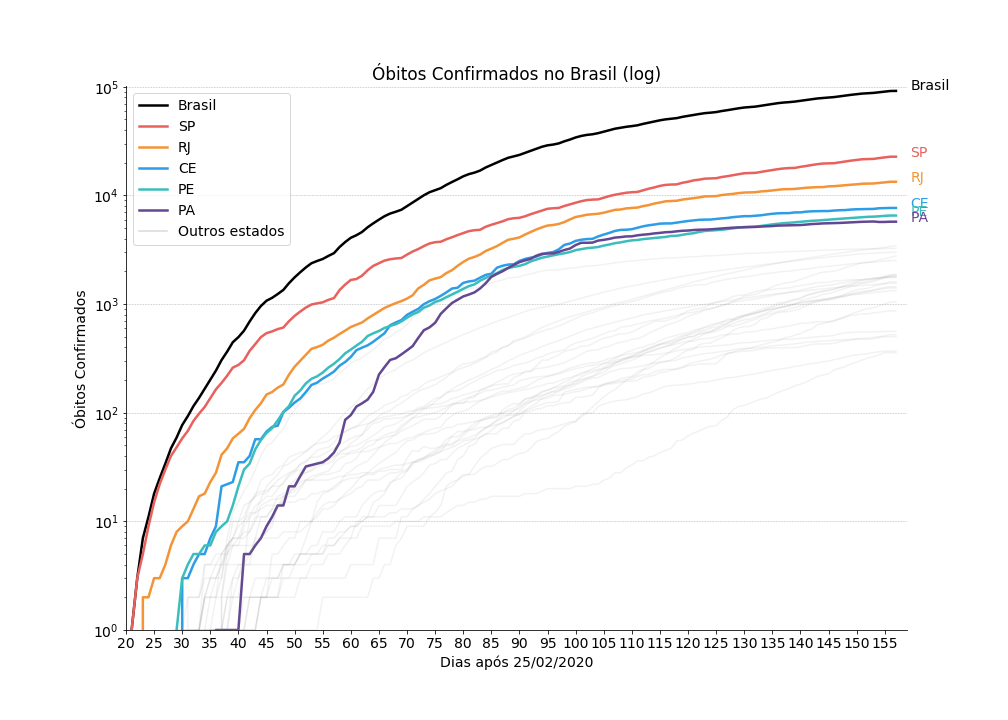 Óbitos Confirmados no Brasil (log)
Óbitos Confirmados
10^5
10^4
10^3
10^2
10^1
10^0
Brasil
SP
RJ
CE
PE
PA
Outros estados
Brasil
SP
RJ
CE
PE
PA
20 25 30 35 40 45 50 55 60 65 70 75 80 85 90 95 100 105 110 115 120 125 130 135 140 145 150 155
Dias após 25/02/2020